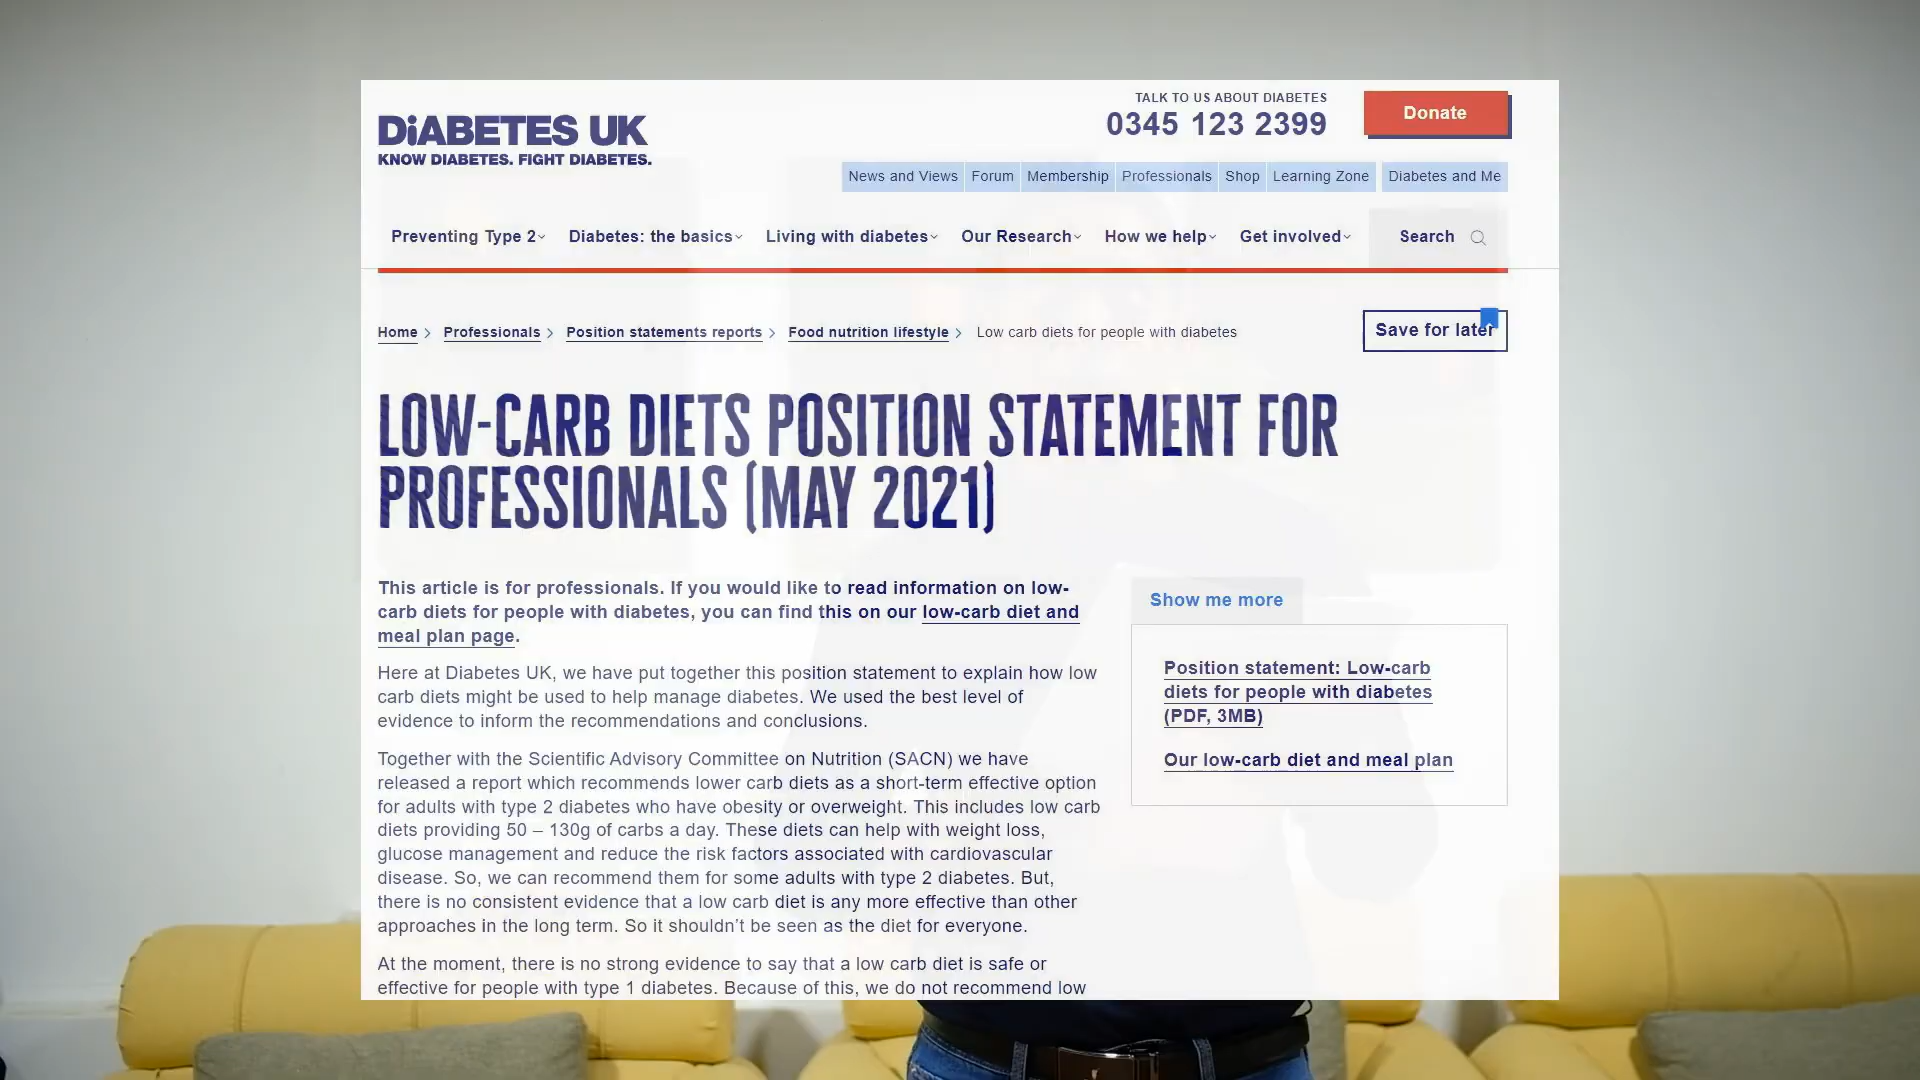 TALK TO US ABOUT DIABETES
DiABETES UK
0345 123 2399
Donate
KNOW DIABETES. FIGHT DIABETES.
News and Views Forum Membership Professionals Shop Learning Zone Diabetes and Me
Preventing Type 2 Diabetes: the basics Living with diabetes Our Research How we help Get involved Search
Home Professionals Position statements reports Food nutrition lifestyle Low carb diets for people with diabetes
Save for later
LOW-CARB DIETS POSITION STATEMENT FOR
PROFESSIONALS (MAY 2021)
This article is for professionals. If you would like to read information on low-
carb diets for people with diabetes, you can find this on our low-carb diet and
meal plan page.
Here at Diabetes UK, we have put together this position statement to explain how low
carb diets might be used to help manage diabetes. We used the best level of
evidence to inform the recommendations and conclusions.
Together with the Scientific Advisory Committee on Nutrition (SACN) we have
released a report which recommends lower carb diets as a short-term effective option
for adults with type 2 diabetes who have obesity or overweight. This includes low carb
diets providing 50 – 130g of carbs a day. These diets can help with weight loss,
glucose management and reduce the risk factors associated with cardiovascular
disease. So, we can recommend them for some adults with type 2 diabetes. But,
there is no consistent evidence that a low carb diet is any more effective than other
approaches in the long term. So it shouldn’t be seen as the diet for everyone.
At the moment, there is no strong evidence to say that a low carb diet is safe or
effective for people with type 1 diabetes. Because of this, we do not recommend low
Show me more
Position statement: Low-carb
diets for people with diabetes
(PDF, 3MB)
Our low-carb diet and meal plan